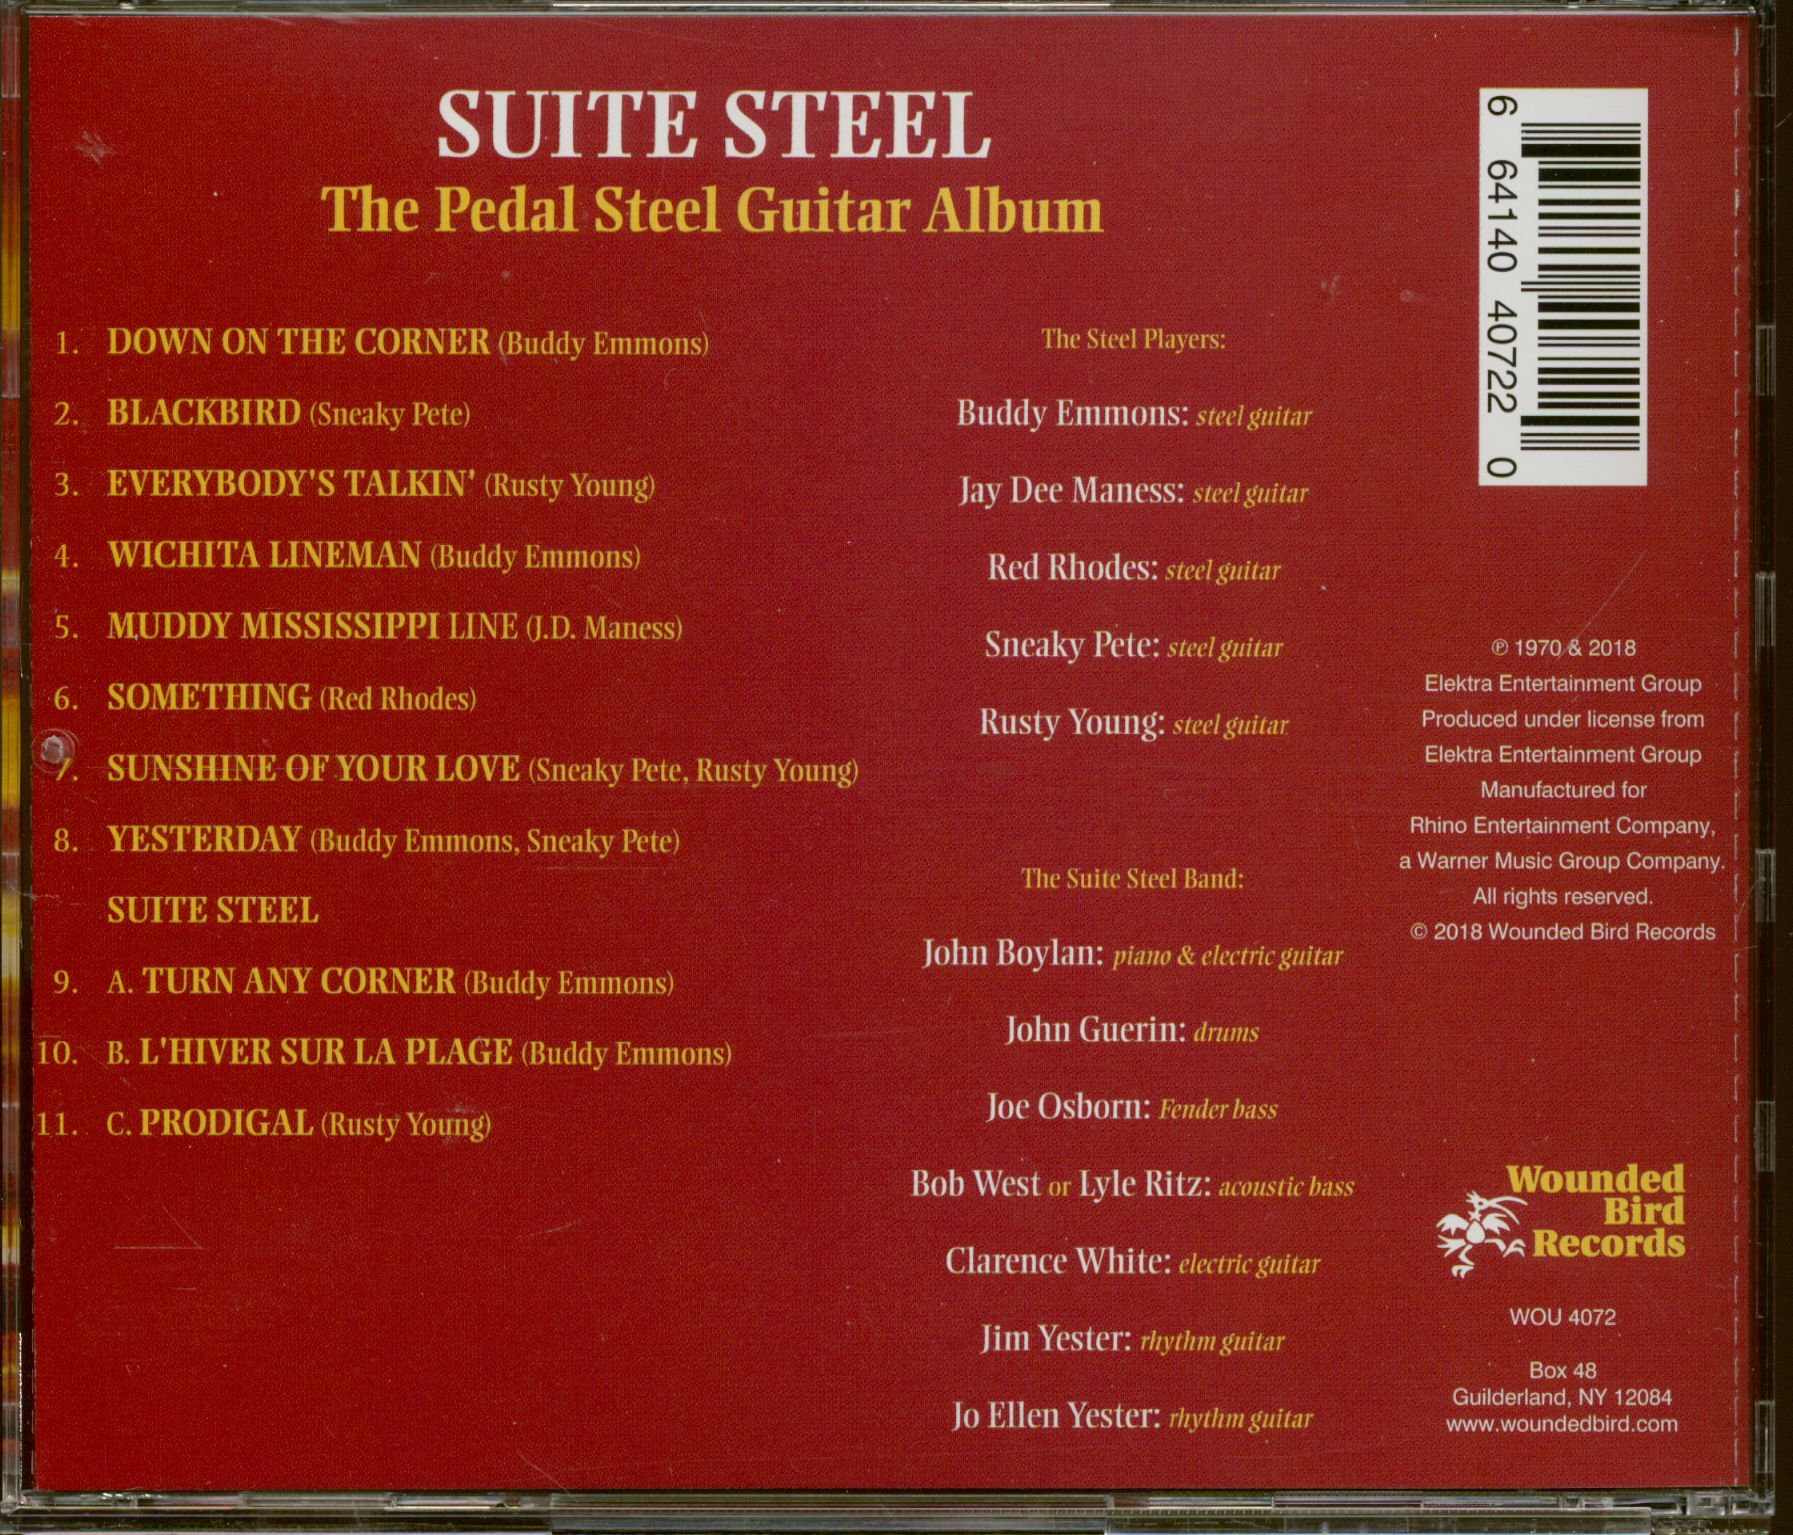 SUITE STEEL
The Pedal Steel Guitar Album
1. DOWN ON THE CORNER (Buddy Emmons)
2. BLACKBIRD (Sneaky Pete)
3. EVERYBODY'S TALKIN' (Rusty Young)
4. WICHITA LINEMAN (Buddy Emmons)
5. MUDDY MISSISSIPPI LINE (J.D. Maness)
6. SOMETHING (Red Rhodes)
7. SUNSHINE OF YOUR LOVE (Sneaky Pete, Rusty Young)
8. YESTERDAY (Buddy Emmons, Sneaky Pete)
SUITE STEEL
9. A. TURN ANY CORNER (Buddy Emmons)
10. B. L'HIVER SUR LA PLAGE (Buddy Emmons)
11. C. PRODIGAL (Rusty Young)
The Steel Players:
Buddy Emmons: steel guitar
Jay Dee Maness: steel guitar
Red Rhodes: steel guitar
Sneaky Pete: steel guitar
Rusty Young: steel guitar
The Suite Steel Band:
John Boylan: piano & electric guitar
John Guerin: drums
Joe Osborn: Fender bass
Bob West or Lyle Ritz: acoustic bass
Clarence White: electric guitar
Jim Yester: rhythm guitar
Jo Ellen Yester: rhythm guitar
6 64140 40722 0
℗ 1970 & 2018
Elektra Entertainment Group
Produced under license from
Elektra Entertainment Group
Manufactured for
Rhino Entertainment Company,
a Warner Music Group Company.
All rights reserved.
© 2018 Wounded Bird Records
Wounded
Bird
Records
WOU 4072
Box 48
Guilderland, NY 12084
www.woundedbird.com